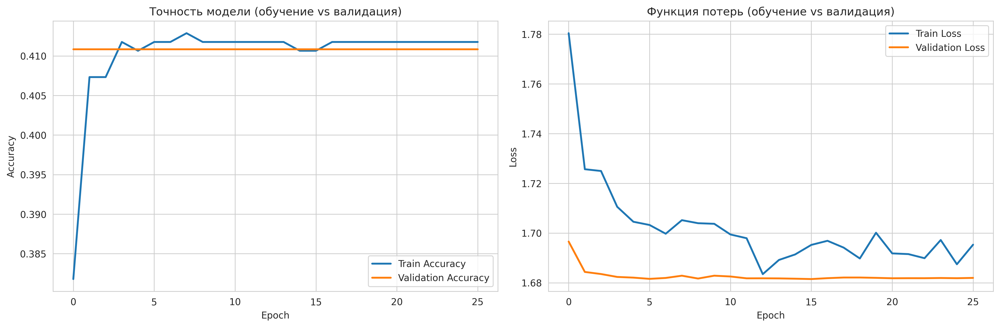 Точность модели (обучение vs валидация)
Accuracy
0.410
0.405
0.400
0.395
0.390
0.385
Train Accuracy
Validation Accuracy
0 5 10 15 20 25
Epoch
Функция потерь (обучение vs валидация)
Loss
1.78
1.76
1.74
1.72
1.70
1.68
Train Loss
Validation Loss
0 5 10 15 20 25
Epoch